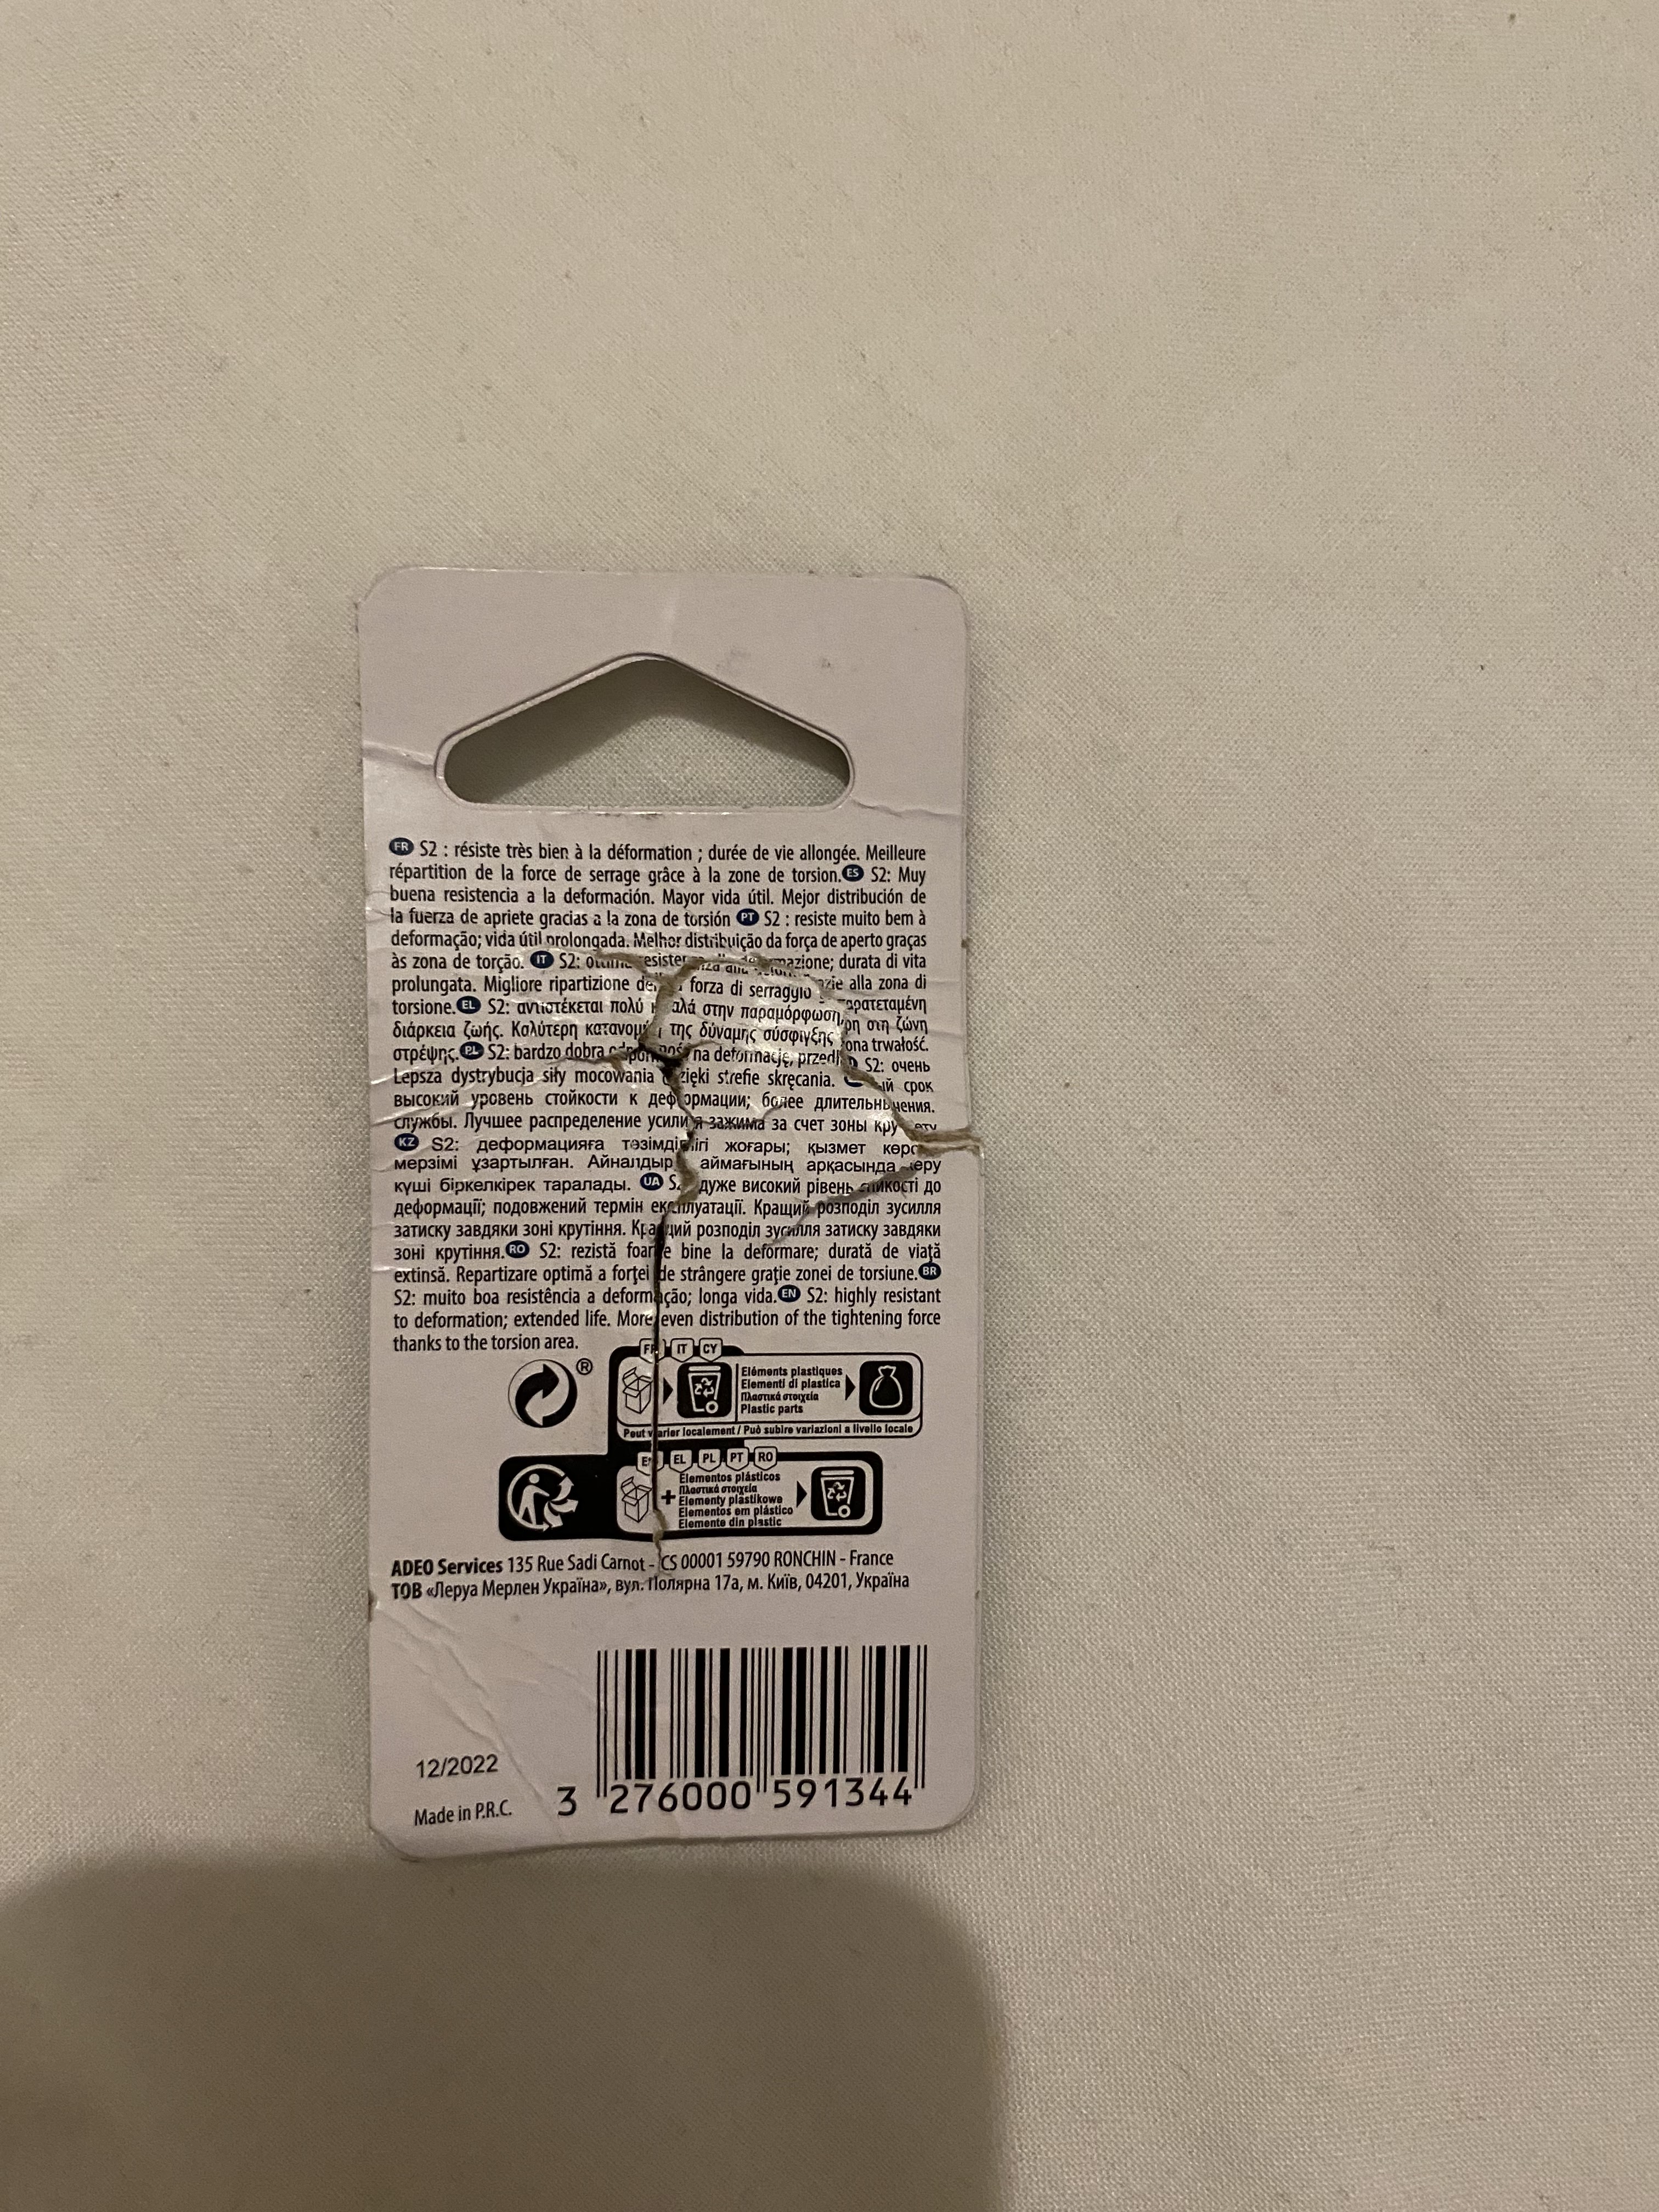 FR S2 : résiste très bien à la déformation ; durée de vie allongée. Meilleure
répartition de la force de serrage grâce à la zone de torsion. ES S2: Muy
buena resistencia a la deformación. Mayor vida útil. Mejor distribución de
la fuerza de apriete gracias a la zona de torsión PT S2 : resiste muito bem à
deformação; vida útil prolongada. Melhor distribuição da força de aperto graças
às zona de torção. IT S2: durata di vita
prolungata. Migliore ripartizione forza di serraggio alla zona di
torsione. EL S2: αντιστέκεται πολύ καλά στην παραμόρφωση,
διάρκεια ζωής. Καλύτερη κατανομή της δύναμης σύσφιγξης στη ζώνη
στρέψης. PL S2: bardzo dobra na deformację, trwałość.
Lepsza dystrybucja siły mocowania dzięki strefie skręcania. S2: очень
высокий уровень стойкости к деформации; более срок
службы. Лучшее распределение усилия зажима за счет зоны
KZ S2: деформацияға төзімділігі жоғары; қызмет
мерзімі ұзартылған. Айналдыру аймағының арқасында
күші біркелкірек таралады. UA S2: дуже високий рівень стійкості до
деформації; подовжений термін експлуатації. Кращий розподіл зусилля
затиску завдяки зоні крутіння. Кращий розподіл зусилля затиску завдяки
зоні крутіння. RO S2: rezistă foarte bine la deformare; durată de viață
extinsă. Repartizare optimă a forței de strângere grație zonei de torsiune. BR
S2: muito boa resistência a deformação; longa vida. EN S2: highly resistant
to deformation; extended life. More even distribution of the tightening force
thanks to the torsion area.
®
FR IT CY
Eléments plastiques
Elementi di plastica
Πλαστικά στοιχεία
Plastic parts
Peut varier localement / Può subire variazioni a livello locale
EL PL PT RO
+
Elementos plásticos
Πλαστικά στοιχεία
Elementy plastikowe
Elementos em plástico
Elemente din plastic
ADEO Services 135 Rue Sadi Carnot - CS 00001 59790 RONCHIN - France
ТОВ «Леруа Мерлен Україна», вул. Полярна 17а, м. Київ, 04201, Україна
12/2022
Made in P.R.C.
3 276000 591344